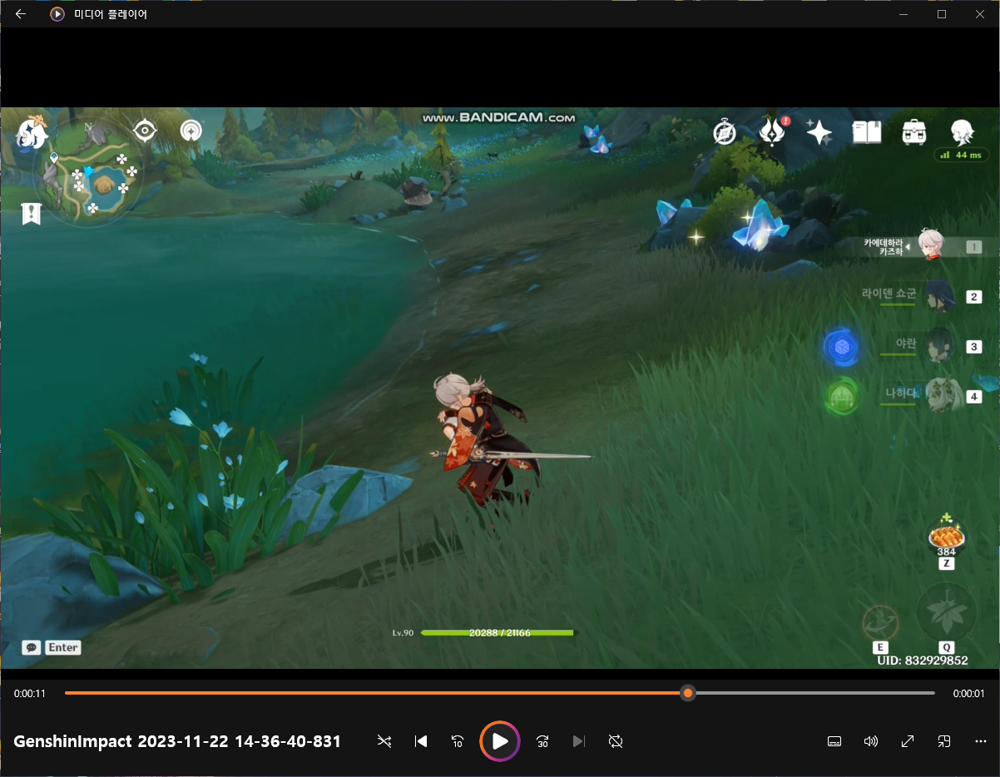 미디어 플레이어
www.BANDICAM.com
N
44 ms
카에데하라
카즈하
1
라이덴 쇼군
2
야란
3
나히다
4
384
Z
Lv.90
20288 / 21166
Enter
E
Q
UID: 832929852
0:00:11
0:00:01
GenshinImpact 2023-11-22 14-36-40-831
10
30